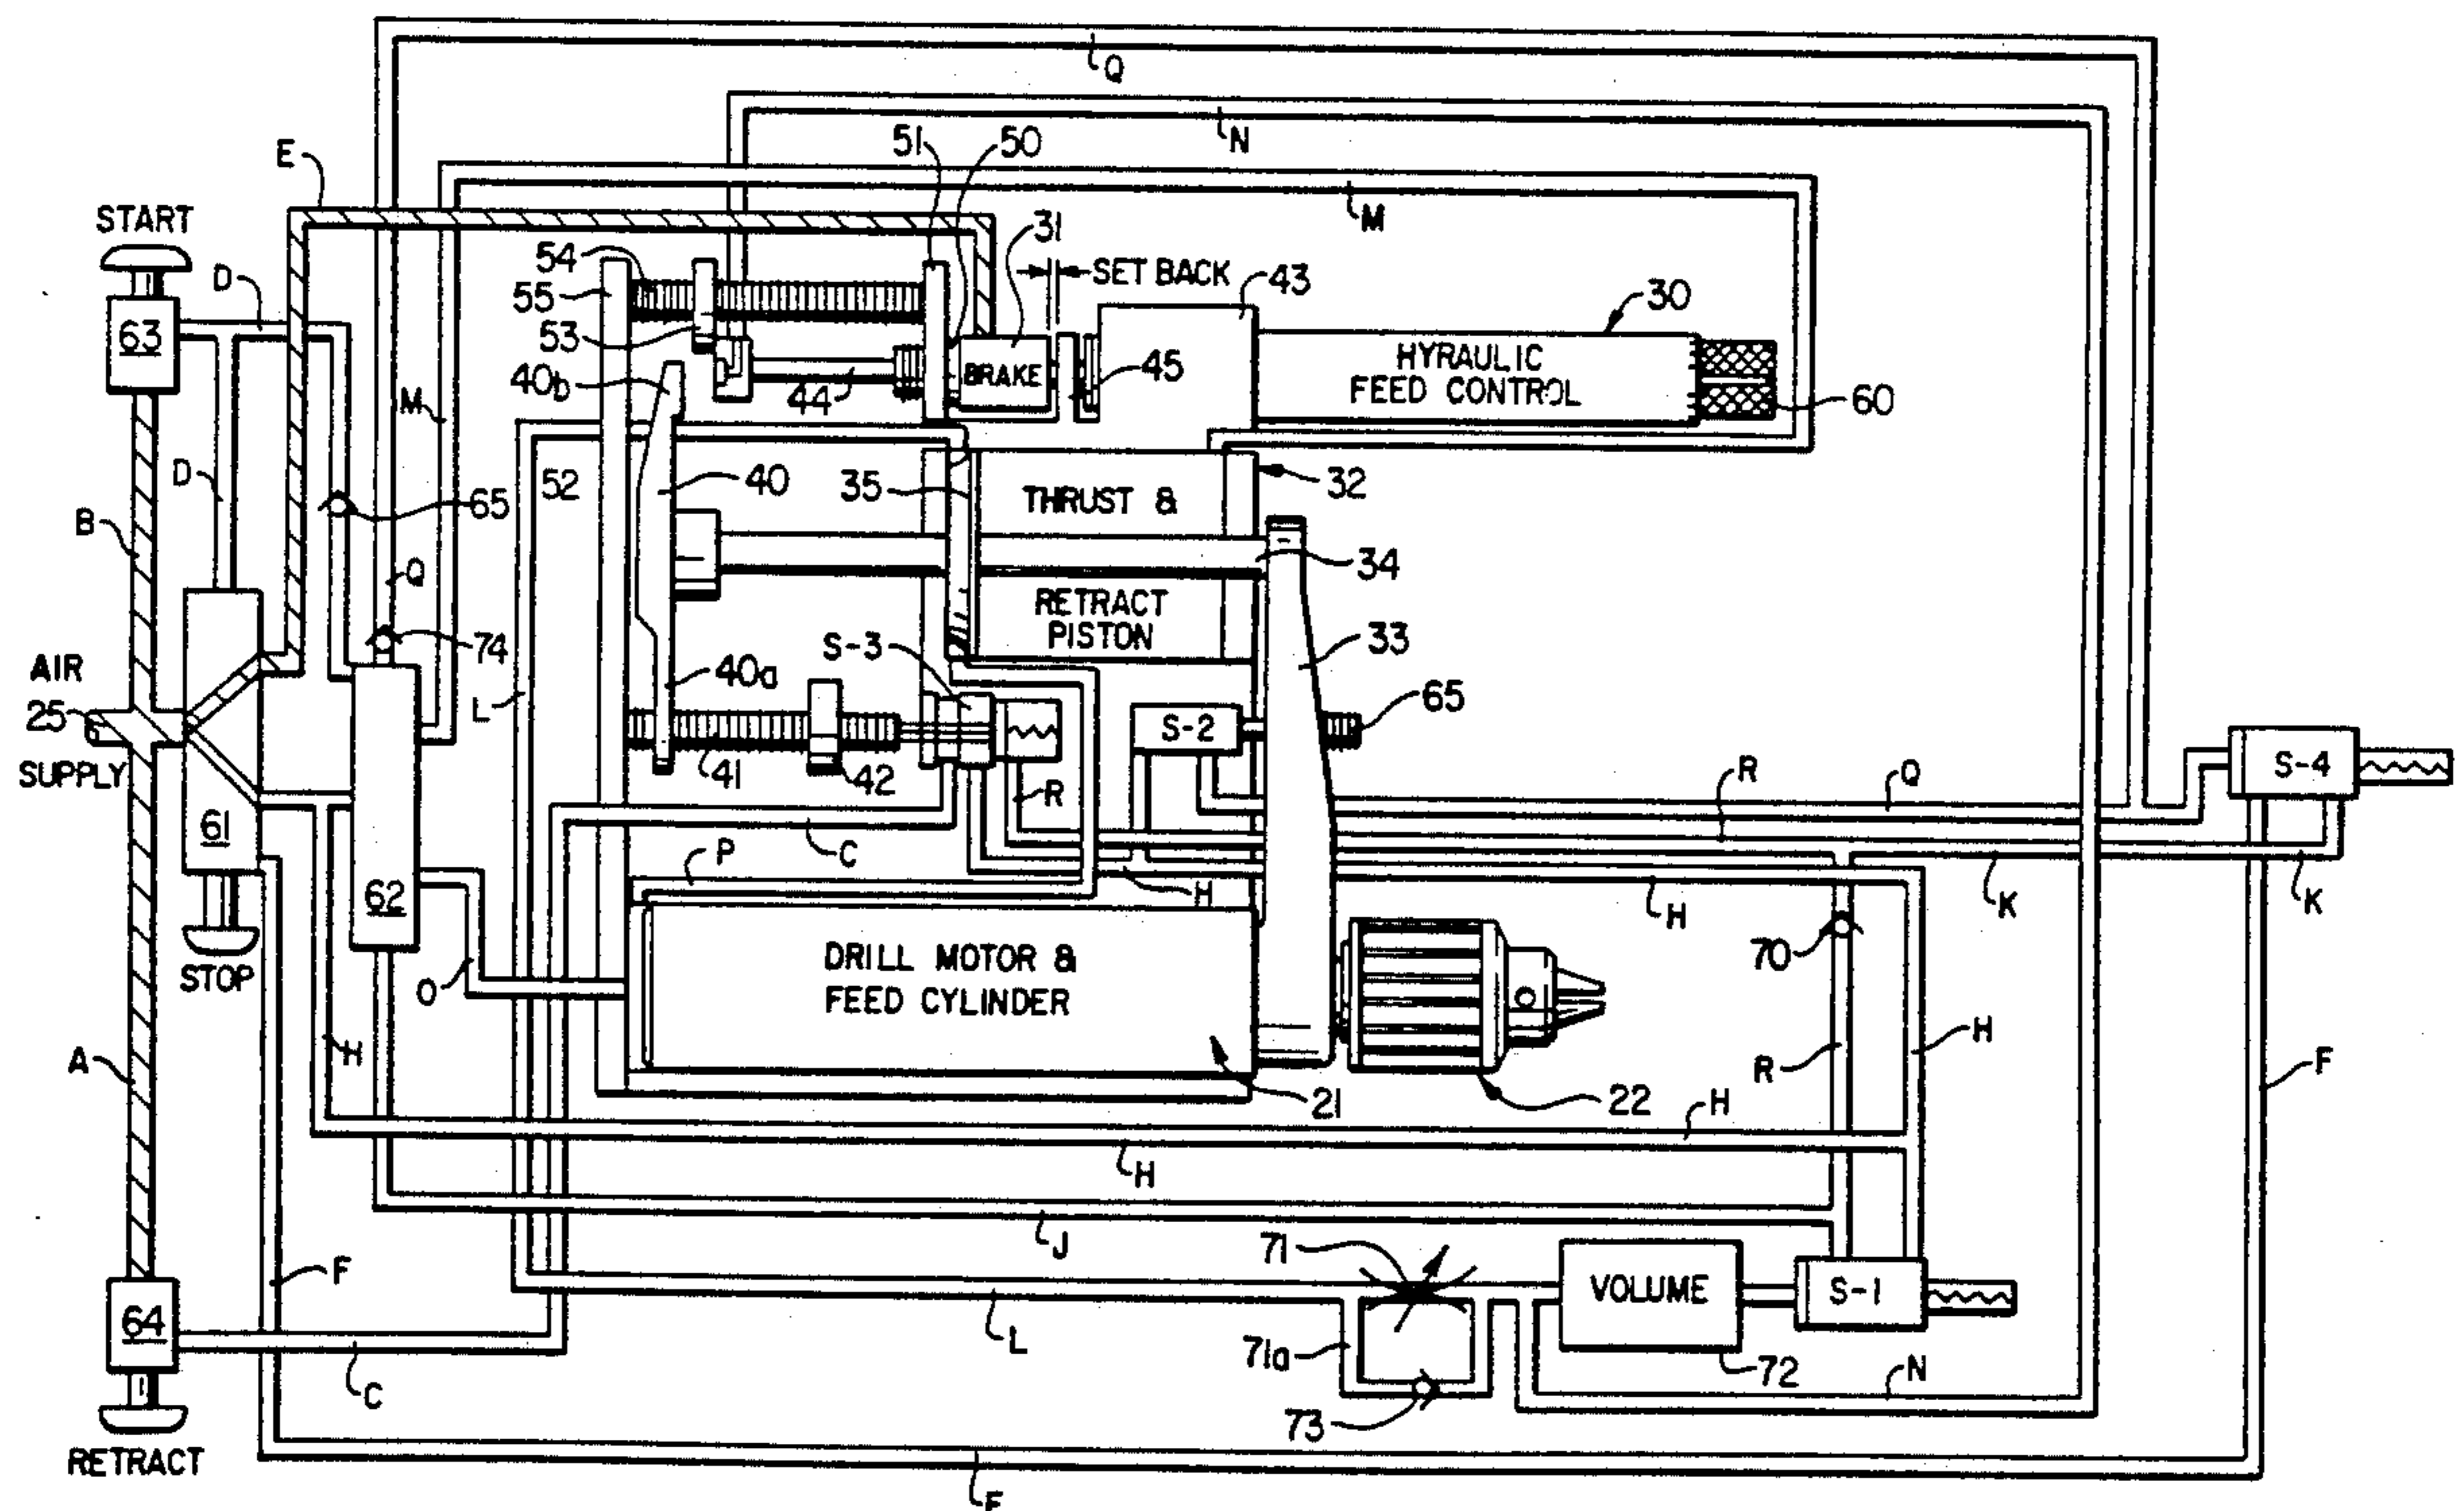 Q
N
E
51
50
M
START
31
D
54
SET BACK
43
55
30
63
53
HYRAULIC
FEED CONTROL
BRAKE
45
40b
44
60
M
D
52
40
35
THRUST &
32
65
B
34
Q
RETRACT
PISTON
74
S-3
33
AIR
25
SUPPLY
40a
L
S-2
65
41
42
R
R
Q
S-4
61
C
P
62
H
H
K
K
70
STOP
O
DRILL MOTOR &
FEED CYLINDER
H
A
R
H
F
21
22
H
H
J
F
71
VOLUME
S-1
64
L
71a
72
N
C
73
RETRACT
F